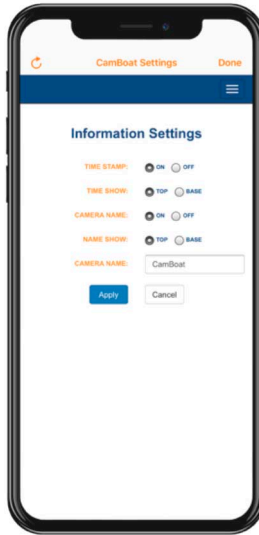 CamBoat Settings Done
Information Settings
TIME STAMP: ON OFF
TIME SHOW: TOP BASE
CAMERA NAME: ON OFF
NAME SHOW: TOP BASE
CAMERA NAME: CamBoat
Apply Cancel